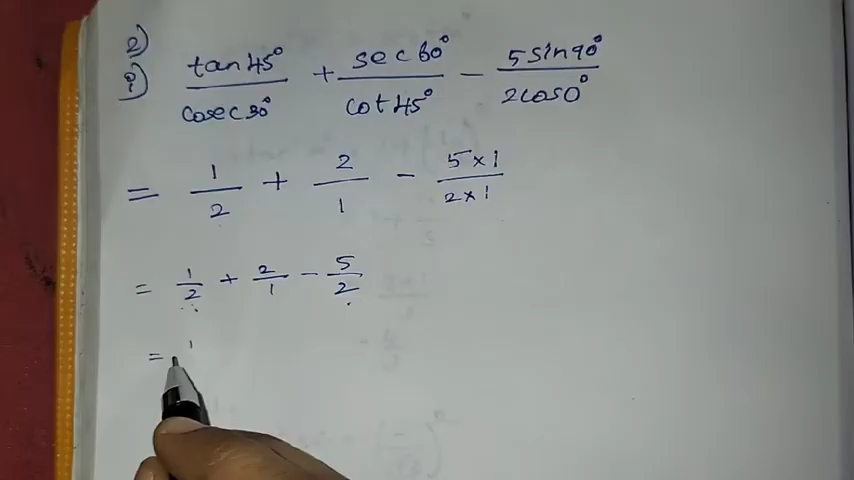 2)
i) tan45°/cosec30° + sec60°/cot45° - 5sin90°/2cos0°
= 1/2 + 2/1 - 5×1/2×1
= 1/2 + 2/1 - 5/2
= 1